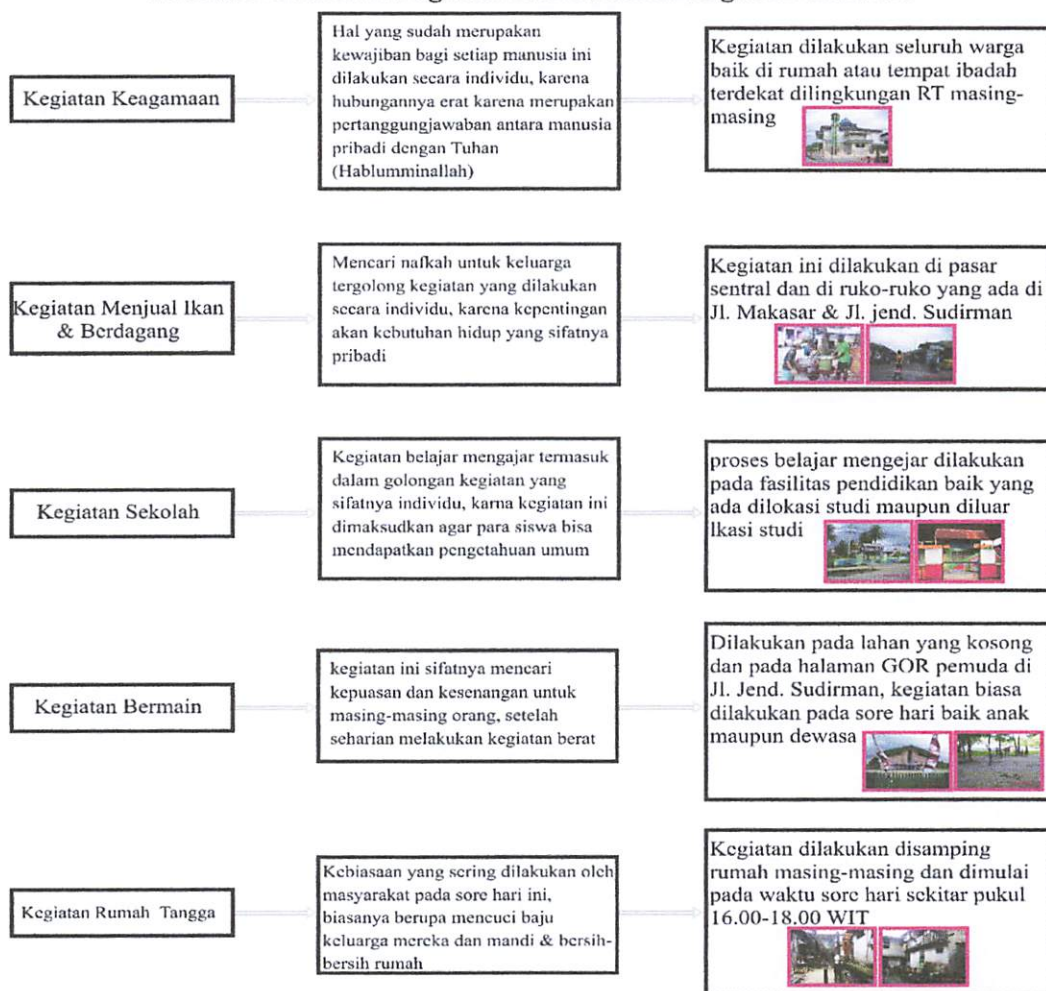 Kegiatan Keagamaan
Hal yang sudah merupakan
kewajiban bagi setiap manusia ini
dilakukan secara individu, karena
hubungannya erat karena merupakan
pertanggungjawaban antara manusia
pribadi dengan Tuhan
(Hablumminallah)
Kegiatan dilakukan seluruh warga
baik di rumah atau tempat ibadah
terdekat dilingkungan RT masing-
masing
Kegiatan Menjual Ikan
& Berdagang
Mencari nafkah untuk keluarga
tergolong kegiatan yang dilakukan
secara individu, karena kepentingan
akan kebutuhan hidup yang sifatnya
pribadi
Kegiatan ini dilakukan di pasar
sentral dan di ruko-ruko yang ada di
Jl. Makasar & Jl. jend. Sudirman
Kegiatan Sekolah
Kegiatan belajar mengajar termasuk
dalam golongan kegiatan yang
sifatnya individu, karna kegiatan ini
dimaksudkan agar para siswa bisa
mendapatkan pengetahuan umum
proses belajar mengejar dilakukan
pada fasilitas pendidikan baik yang
ada dilokasi studi maupun diluar
lkasi studi
Kegiatan Bermain
kegiatan ini sifatnya mencari
kepuasan dan kesenangan untuk
masing-masing orang, setelah
seharian melakukan kegiatan berat
Dilakukan pada lahan yang kosong
dan pada halaman GOR pemuda di
Jl. Jend. Sudirman, kegiatan biasa
dilakukan pada sore hari baik anak
maupun dewasa
Kegiatan Rumah Tangga
Kebiasaan yang sering dilakukan oleh
masyarakat pada sore hari ini,
biasanya berupa mencuci baju
keluarga mereka dan mandi & bersih-
bersih rumah
Kegiatan dilakukan disamping
rumah masing-masing dan dimulai
pada waktu sore hari sekitar pukul
16.00-18.00 WIT